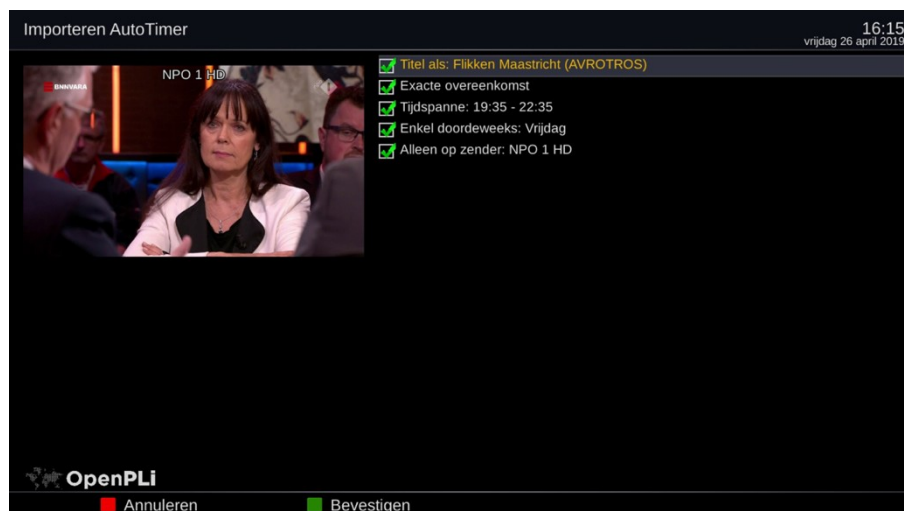 Importeren AutoTimer
16:15
vrijdag 26 april 2019
NPO 1 HD
BNNVARA
Titel als: Flikken Maastricht (AVROTROS)
Exacte overeenkomst
Tijdspanne: 19:35 - 22:35
Enkel doordeweeks: Vrijdag
Alleen op zender: NPO 1 HD
OpenPLi
Annuleren
Bevestigen